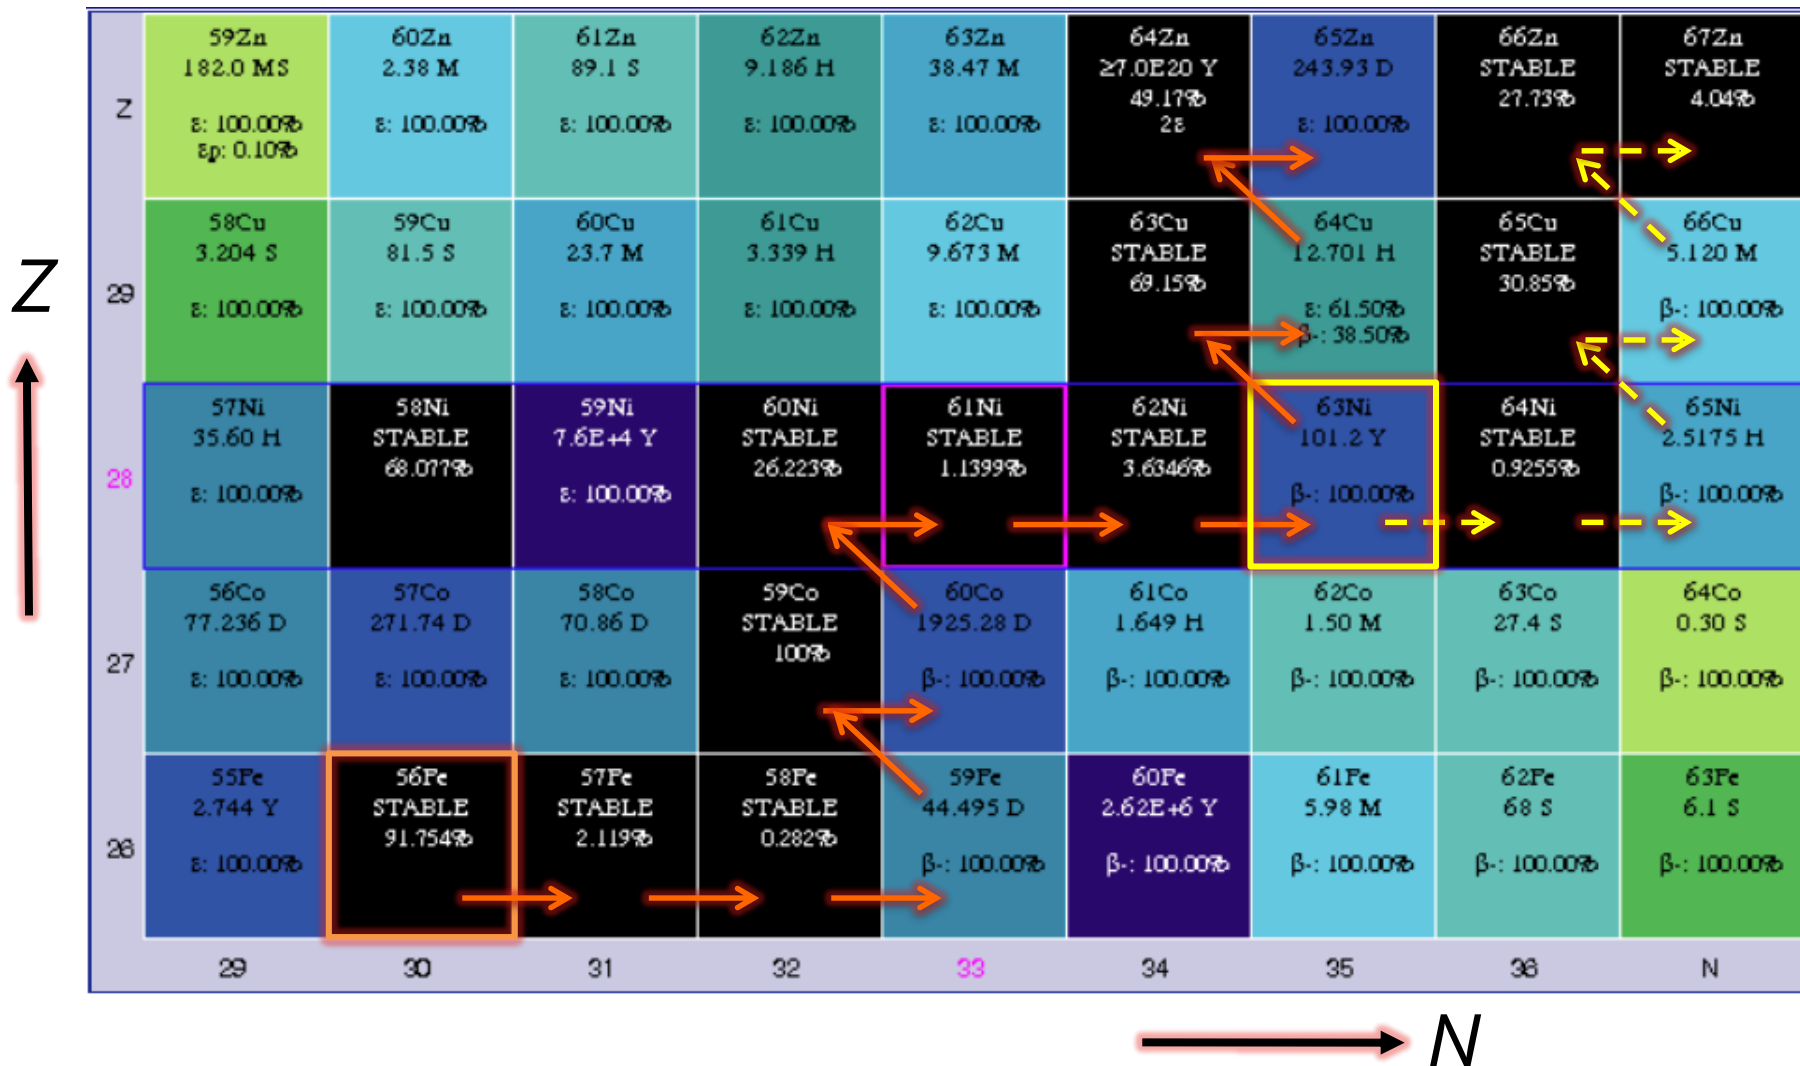 59Zn
182.0 MS
ε: 100.00%
εp: 0.10%
60Zn
2.38 M
ε: 100.00%
61Zn
89.1 S
ε: 100.00%
62Zn
9.186 H
ε: 100.00%
63Zn
38.47 M
ε: 100.00%
64Zn
≥7.0E20 Y
49.17%
2ε
65Zn
243.93 D
ε: 100.00%
66Zn
STABLE
27.73%
67Zn
STABLE
4.04%
Z
58Cu
3.204 S
ε: 100.00%
59Cu
81.5 S
ε: 100.00%
60Cu
23.7 M
ε: 100.00%
61Cu
3.339 H
ε: 100.00%
62Cu
9.673 M
ε: 100.00%
63Cu
STABLE
69.15%
64Cu
12.701 H
ε: 61.50%
β-: 38.50%
65Cu
STABLE
30.85%
66Cu
5.120 M
β-: 100.00%
29
Z
57Ni
35.60 H
ε: 100.00%
58Ni
STABLE
68.077%
59Ni
7.6E+4 Y
ε: 100.00%
60Ni
STABLE
26.223%
61Ni
STABLE
1.1399%
62Ni
STABLE
3.6346%
63Ni
101.2 Y
β-: 100.00%
64Ni
STABLE
0.9255%
65Ni
2.5175 H
β-: 100.00%
28
56Co
77.236 D
ε: 100.00%
57Co
271.74 D
ε: 100.00%
58Co
70.86 D
ε: 100.00%
59Co
STABLE
100%
60Co
1925.28 D
β-: 100.00%
61Co
1.649 H
β-: 100.00%
62Co
1.50 M
β-: 100.00%
63Co
27.4 S
β-: 100.00%
64Co
0.30 S
β-: 100.00%
27
55Fe
2.744 Y
ε: 100.00%
56Fe
STABLE
91.754%
57Fe
STABLE
2.119%
58Fe
STABLE
0.282%
59Fe
44.495 D
β-: 100.00%
60Fe
2.62E+6 Y
β-: 100.00%
61Fe
5.98 M
β-: 100.00%
62Fe
68 S
β-: 100.00%
63Fe
6.1 S
β-: 100.00%
26
29 30 31 32 33 34 35 36 N
N